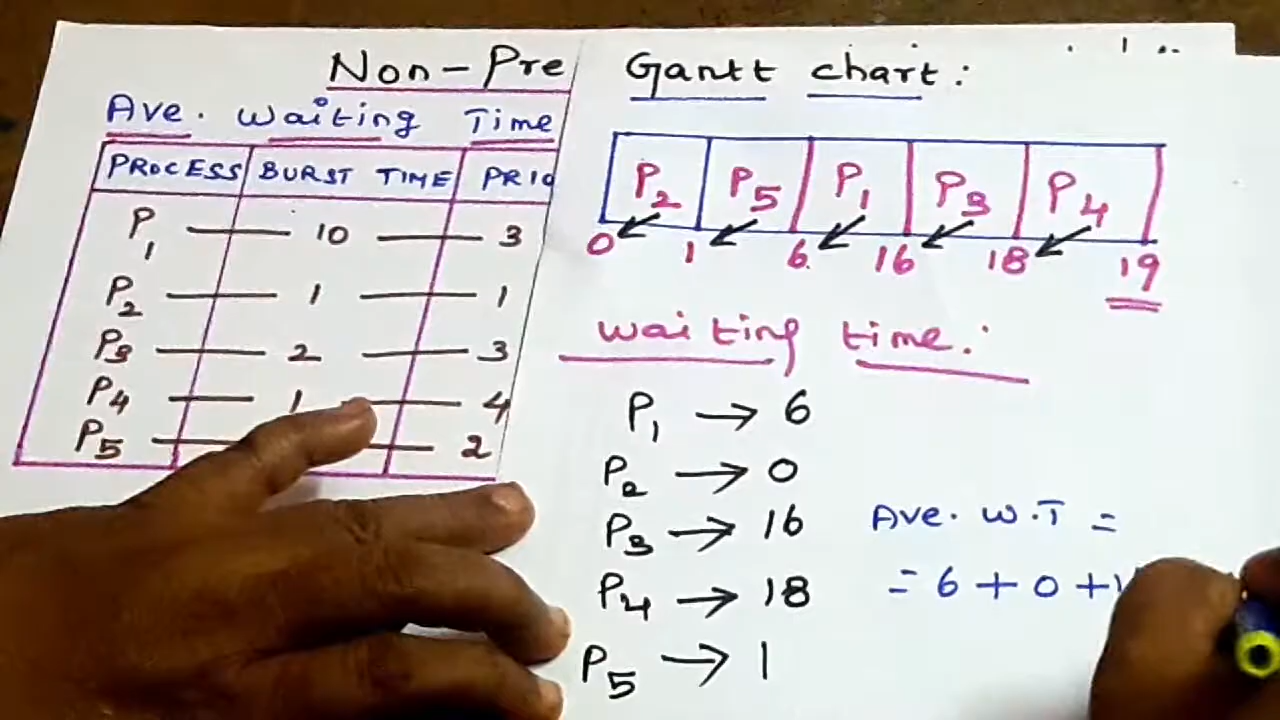 Non-Pre
Ave. Waiting Time
PROCESS BURST TIME PRIO
P1 10 3
P2 1 1
P3 2 3
P4 1 4
P5 2
Gantt chart:
P2 P5 P1 P3 P4
0 1 6 16 18 19
Waiting time:
P1 → 6
P2 → 0
P3 → 16
P4 → 18
P5 → 1
Ave. W.T =
= 6 + 0 + 1